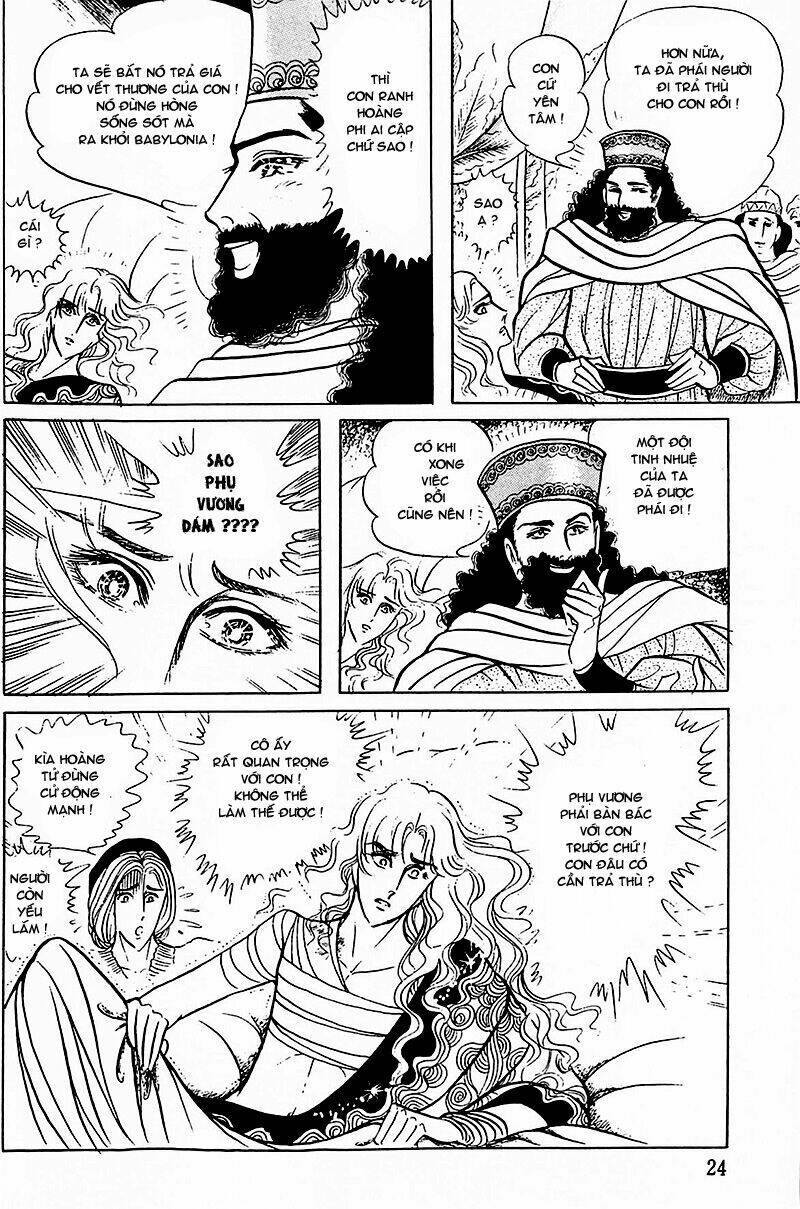 HƠN NỮA,
TA ĐÃ PHÁI NGƯỜI
ĐI TRẢ THÙ
CHO CON RỒI !
CON
CỨ YÊN
TÂM !
SAO
Ạ ?
THÌ
CON RANH
HOÀNG
PHI AI CẬP
CHỨ SAO !
TA SẼ BẮT NÓ TRẢ GIÁ
CHO VẾT THƯƠNG CỦA CON !
NÓ ĐỪNG HÒNG
SỐNG SÓT MÀ
RA KHỎI BABYLONIA !
CÁI
GÌ ?
MỘT ĐỘI
TINH NHUỆ
CỦA TA
ĐÃ ĐƯỢC
PHÁI ĐI !
CÓ KHI
XONG
VIỆC
RỒI
CŨNG NÊN !
SAO
PHỤ
VƯƠNG
DÁM ????
PHỤ VƯƠNG
PHẢI BÀN BÁC
VỚI CON
TRƯỚC CHỨ !
CON ĐÂU CÓ
CẦN TRẢ THÙ ?
CÔ ẤY
RẤT QUAN TRỌNG
VỚI CON !
KHÔNG THỂ
LÀM THẾ ĐƯỢC !
KÌA HOÀNG
TỬ ĐỪNG
CỬ ĐỘNG
MẠNH !
NGƯỜI
CÒN
YẾU
LẮM !
24